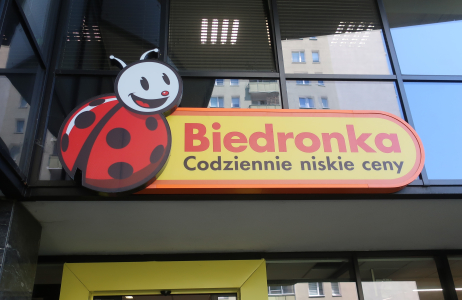 Biedronka
Codziennie niskie ceny